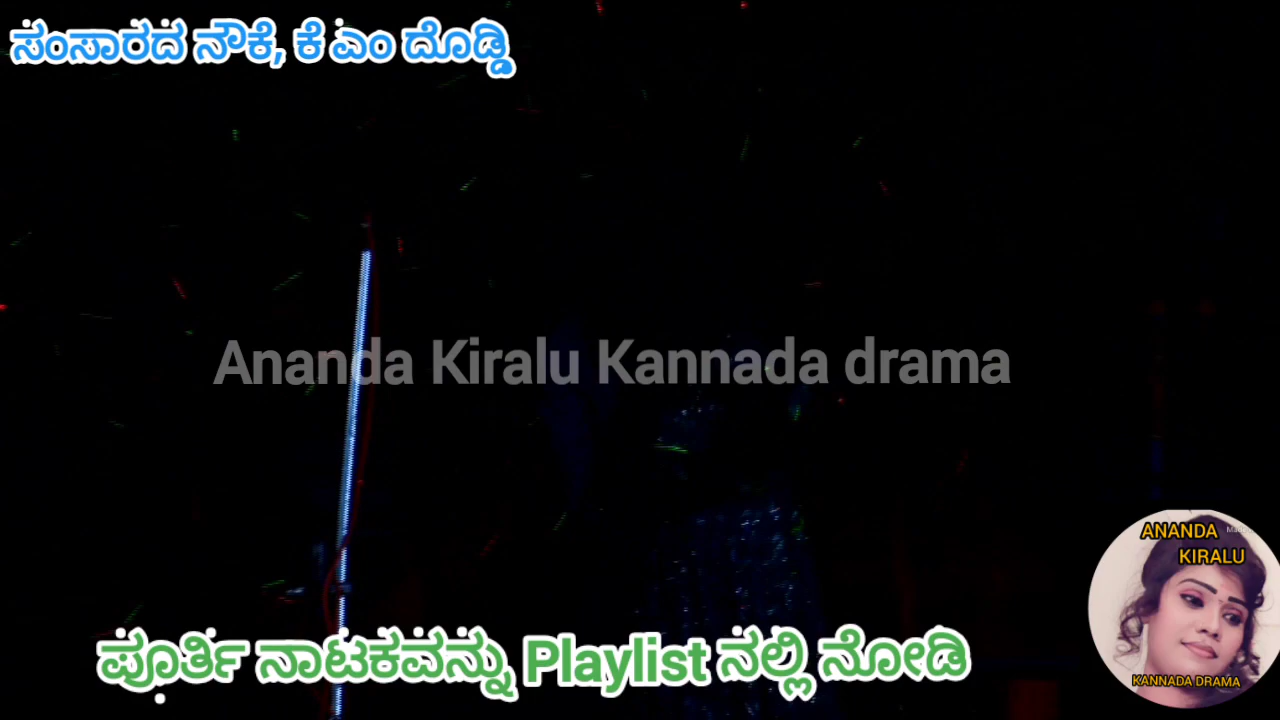 ಸಂಸಾರದ ನೌಕೆ, ಕೆ ಎಂ ದೊಡ್ಡಿ
Ananda Kiralu Kannada drama
ANANDA
KIRALU
ಪೂರ್ತಿ ನಾಟಕವನ್ನು Playlist ನಲ್ಲಿ ನೋಡಿ
KANNADA DRAMA